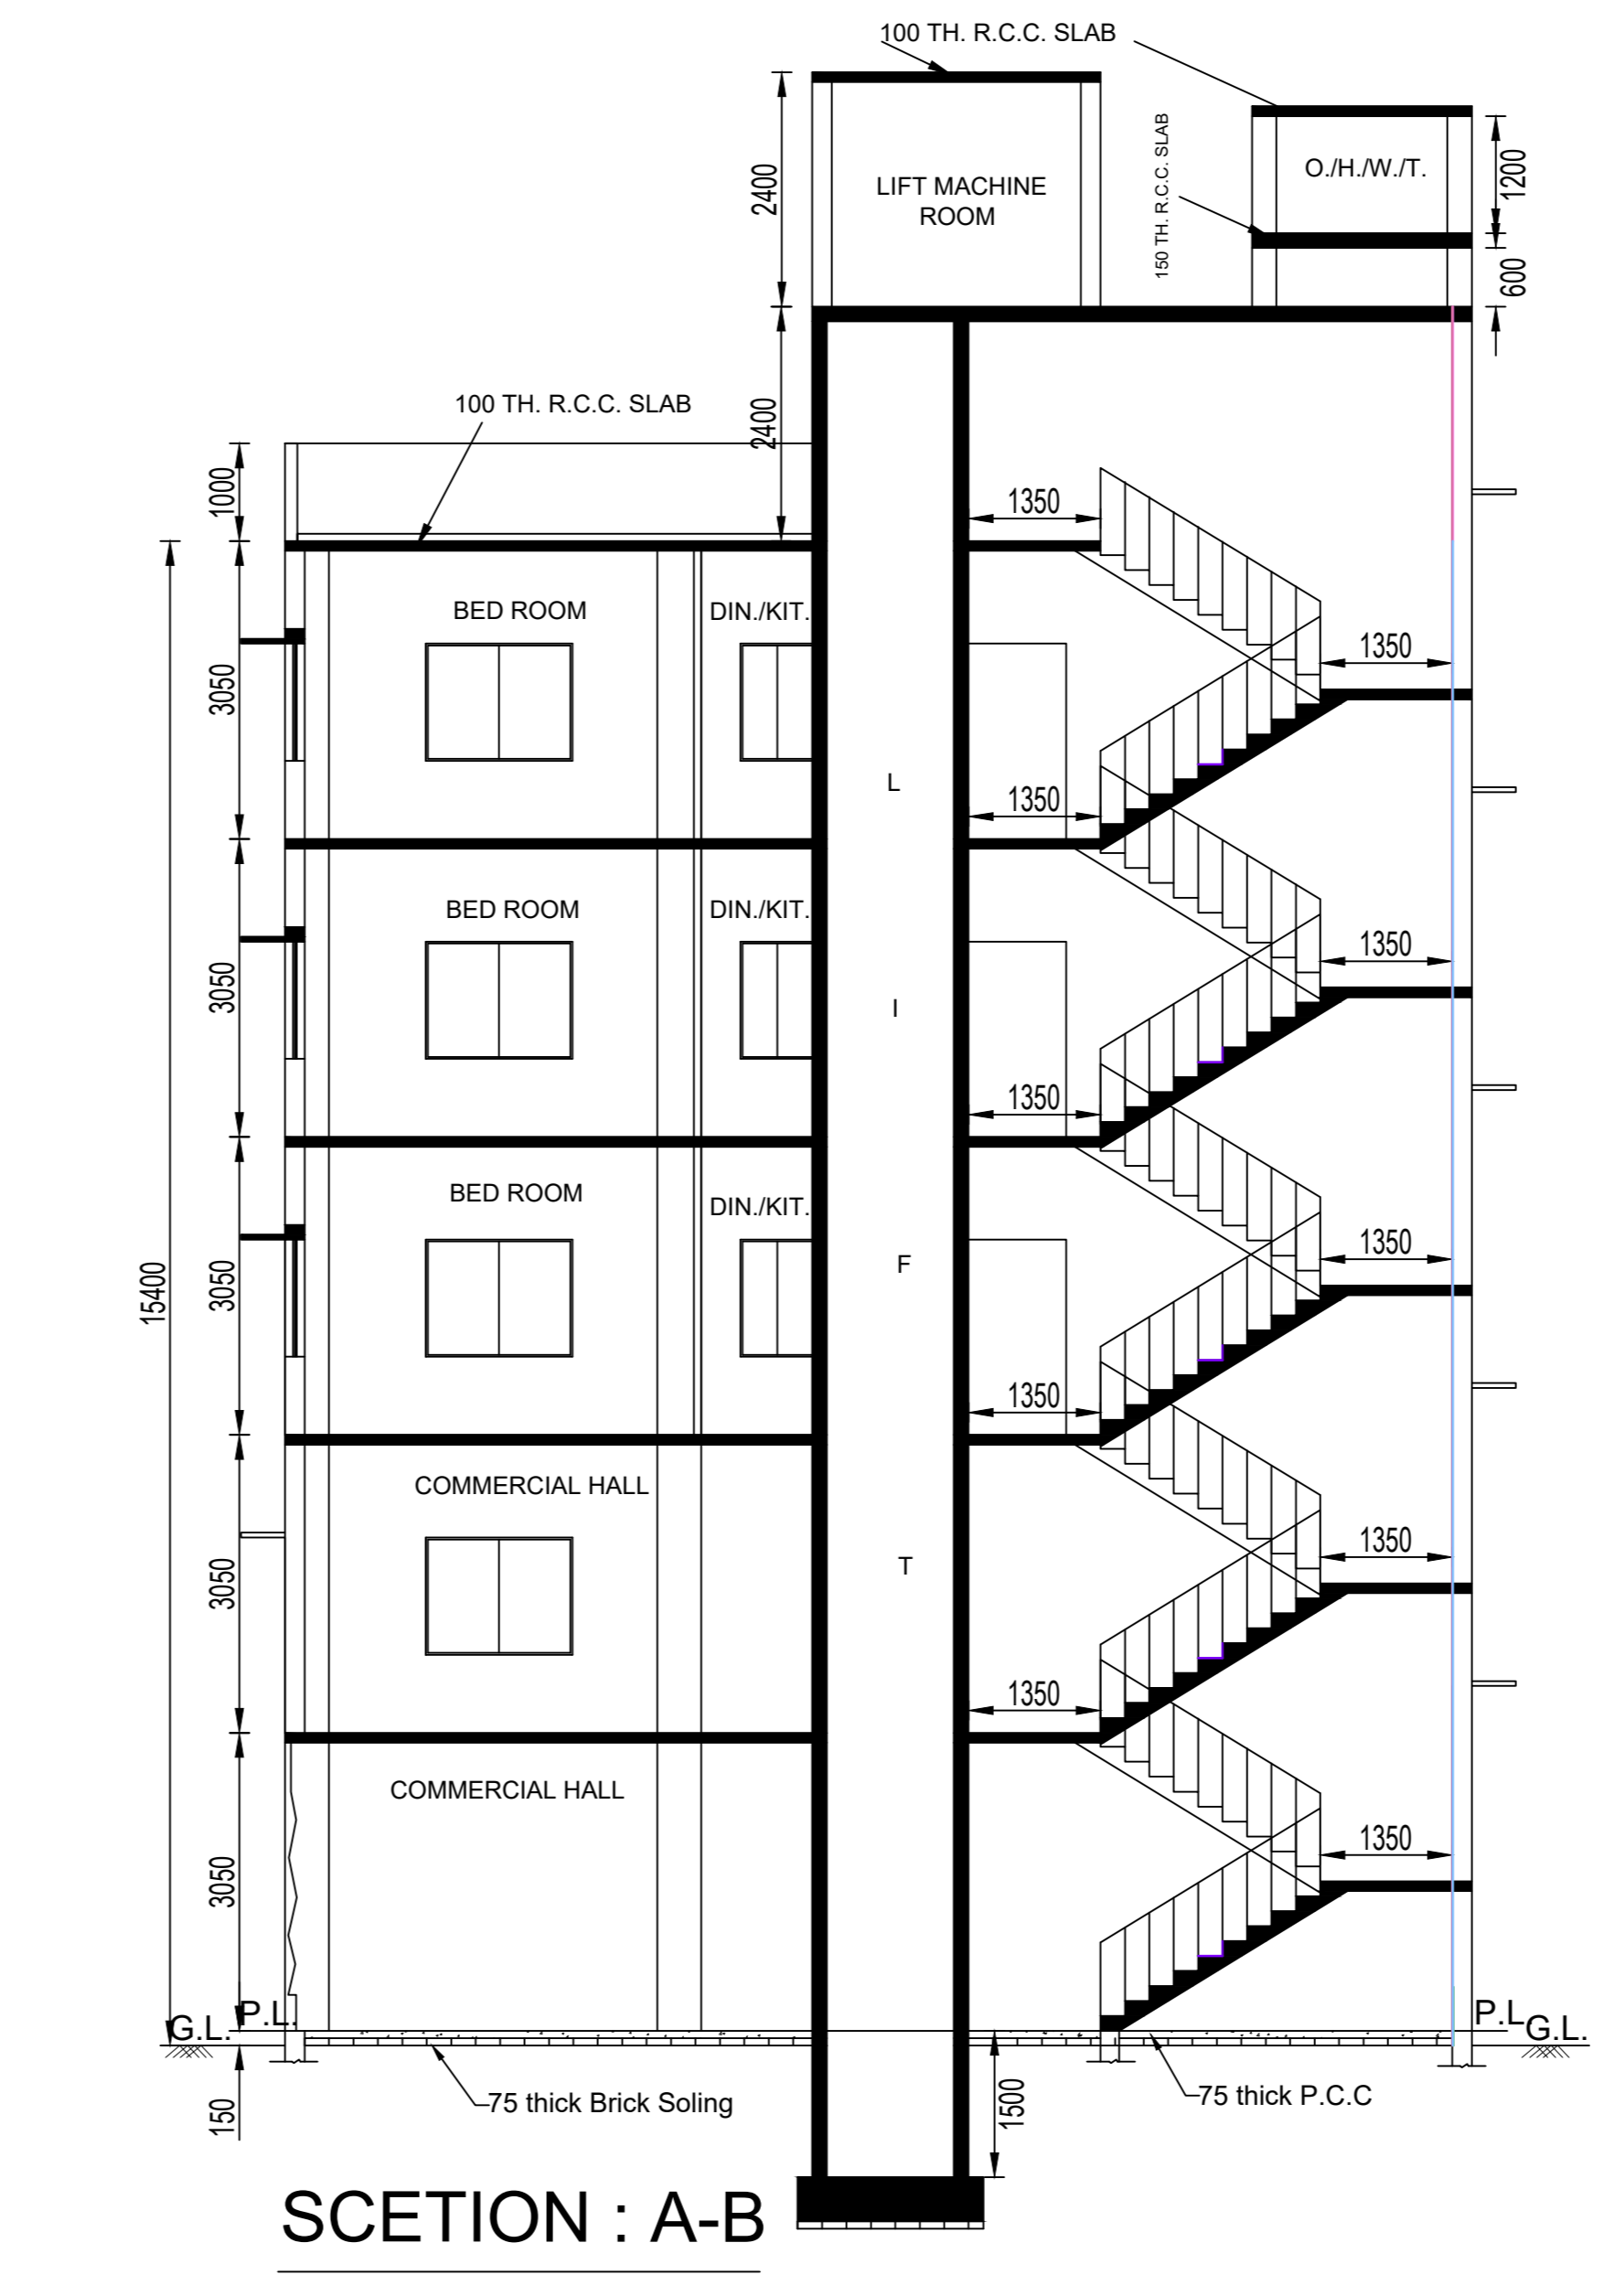 100 TH. R.C.C. SLAB
2400
LIFT MACHINE
ROOM
150 TH. R.C.C. SLAB
O./H./W./T.
1200
600
100 TH. R.C.C. SLAB
2400
1000
1350
BED ROOM
DIN./KIT.
1350
3050
1350
L
BED ROOM
DIN./KIT.
1350
3050
I
1350
BED ROOM
DIN./KIT.
1350
3050
15400
F
1350
COMMERCIAL HALL
1350
3050
T
1350
COMMERCIAL HALL
1350
3050
G.L.
P.L.
P.L
G.L.
150
75 thick Brick Soling
1500
75 thick P.C.C
SCETION : A-B